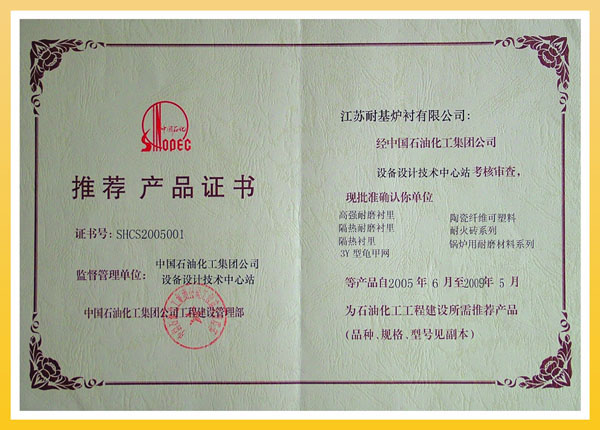 中国石化
SINOPEC
推荐 产品证书
证书号: SHCS2005001
监督管理单位:
中国石油化工集团公司
设备设计技术中心站
中国石油化工集团公司工程建设管理部
江苏耐基炉衬有限公司:
经中国石油化工集团公司
设备设计技术中心站考核审查,
现批准确认你单位
高强耐磨衬里 陶瓷纤维可塑料
隔热耐磨衬里 耐火砖系列
隔热衬里 锅炉用耐磨材料系列
3Y 型龟甲网
等产品自2005 年 6 月至2009年 5 月
为石油化工工程建设所需推荐产品
(品种、规格、型号见副本)